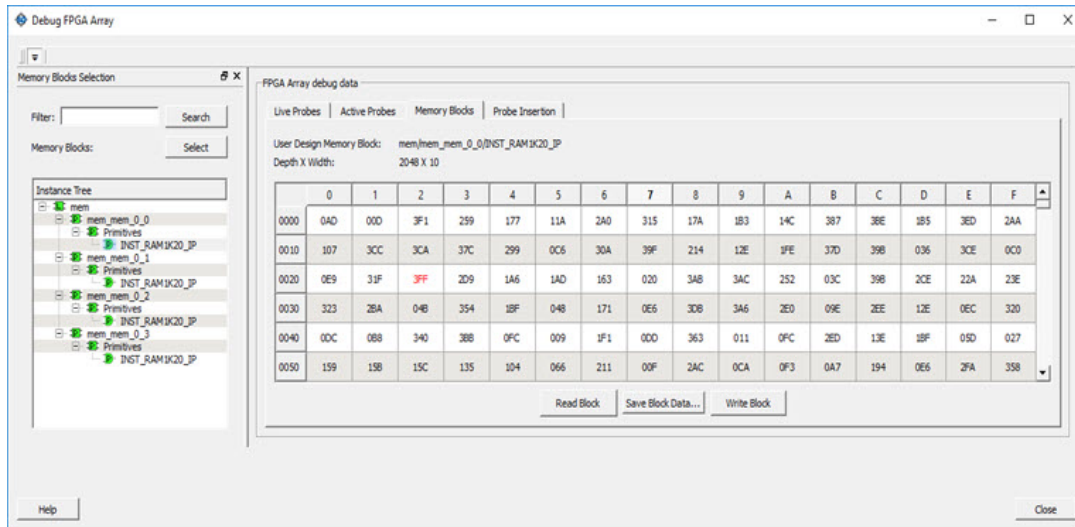 Debug FPGA Array
Memory Blocks Selection
Filter: Search
Memory Blocks: Select
Instance Tree
mem
mem_mem_0_0
Primitives
INST_RAM1K20_IP
mem_mem_0_1
Primitives
INST_RAM1K20_IP
mem_mem_0_2
Primitives
INST_RAM1K20_IP
mem_mem_0_3
Primitives
INST_RAM1K20_IP
FPGA Array debug data
Live Probes Active Probes Memory Blocks Probe Insertion
User Design Memory Block: mem/mem_mem_0_0/INST_RAM1K20_IP
Depth X Width: 2048 X 10
0 1 2 3 4 5 6 7 8 9 A B C D E F
0000 0AD 00D 3F1 259 177 11A 2A0 315 17A 1B3 14C 387 3BE 1B5 3ED 2AA
0010 107 3CC 3CA 37C 299 0C6 30A 39F 214 12E 1FE 37D 398 036 3CE 0C0
0020 0E9 31F 3FF 2D9 1A6 1AD 163 020 3AB 3AC 252 03C 398 2CE 22A 23E
0030 323 2BA 04B 354 1BF 048 171 0E6 3DB 3A6 2E0 09E 2EE 12E 0EC 320
0040 0DC 0B8 340 3BB 0FC 009 1F1 0DD 363 011 0FC 2ED 13E 1BF 05D 027
0050 159 15B 15C 135 104 066 211 00F 2AC 0CA 0F3 0A7 194 0E6 2FA 358
Read Block Save Block Data... Write Block
Help Close